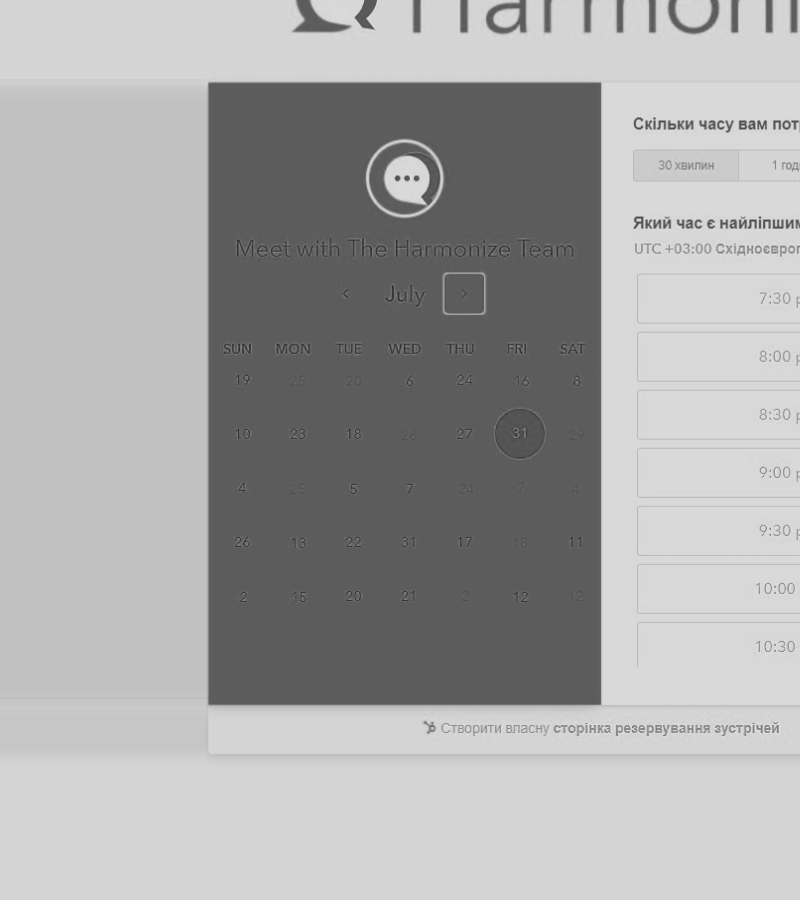 Harmoni
Meet with The Harmonize Team
July
SUN MON TUE WED THU FRI SAT
19 25 20 6 24 16 8
10 23 18 26 27 31 29
4 25 5 7 24 7 4
26 13 22 31 17 16 11
2 15 20 21 2 12 12
Скільки часу вам пот
30 хвилин 1 год
Який час є найліпшим
UTC +03:00 Східноєвроп
7:30 p
8:00 p
8:30 p
9:00 p
9:30 p
10:00
10:30
Створити власну сторінка резервування зустрічей